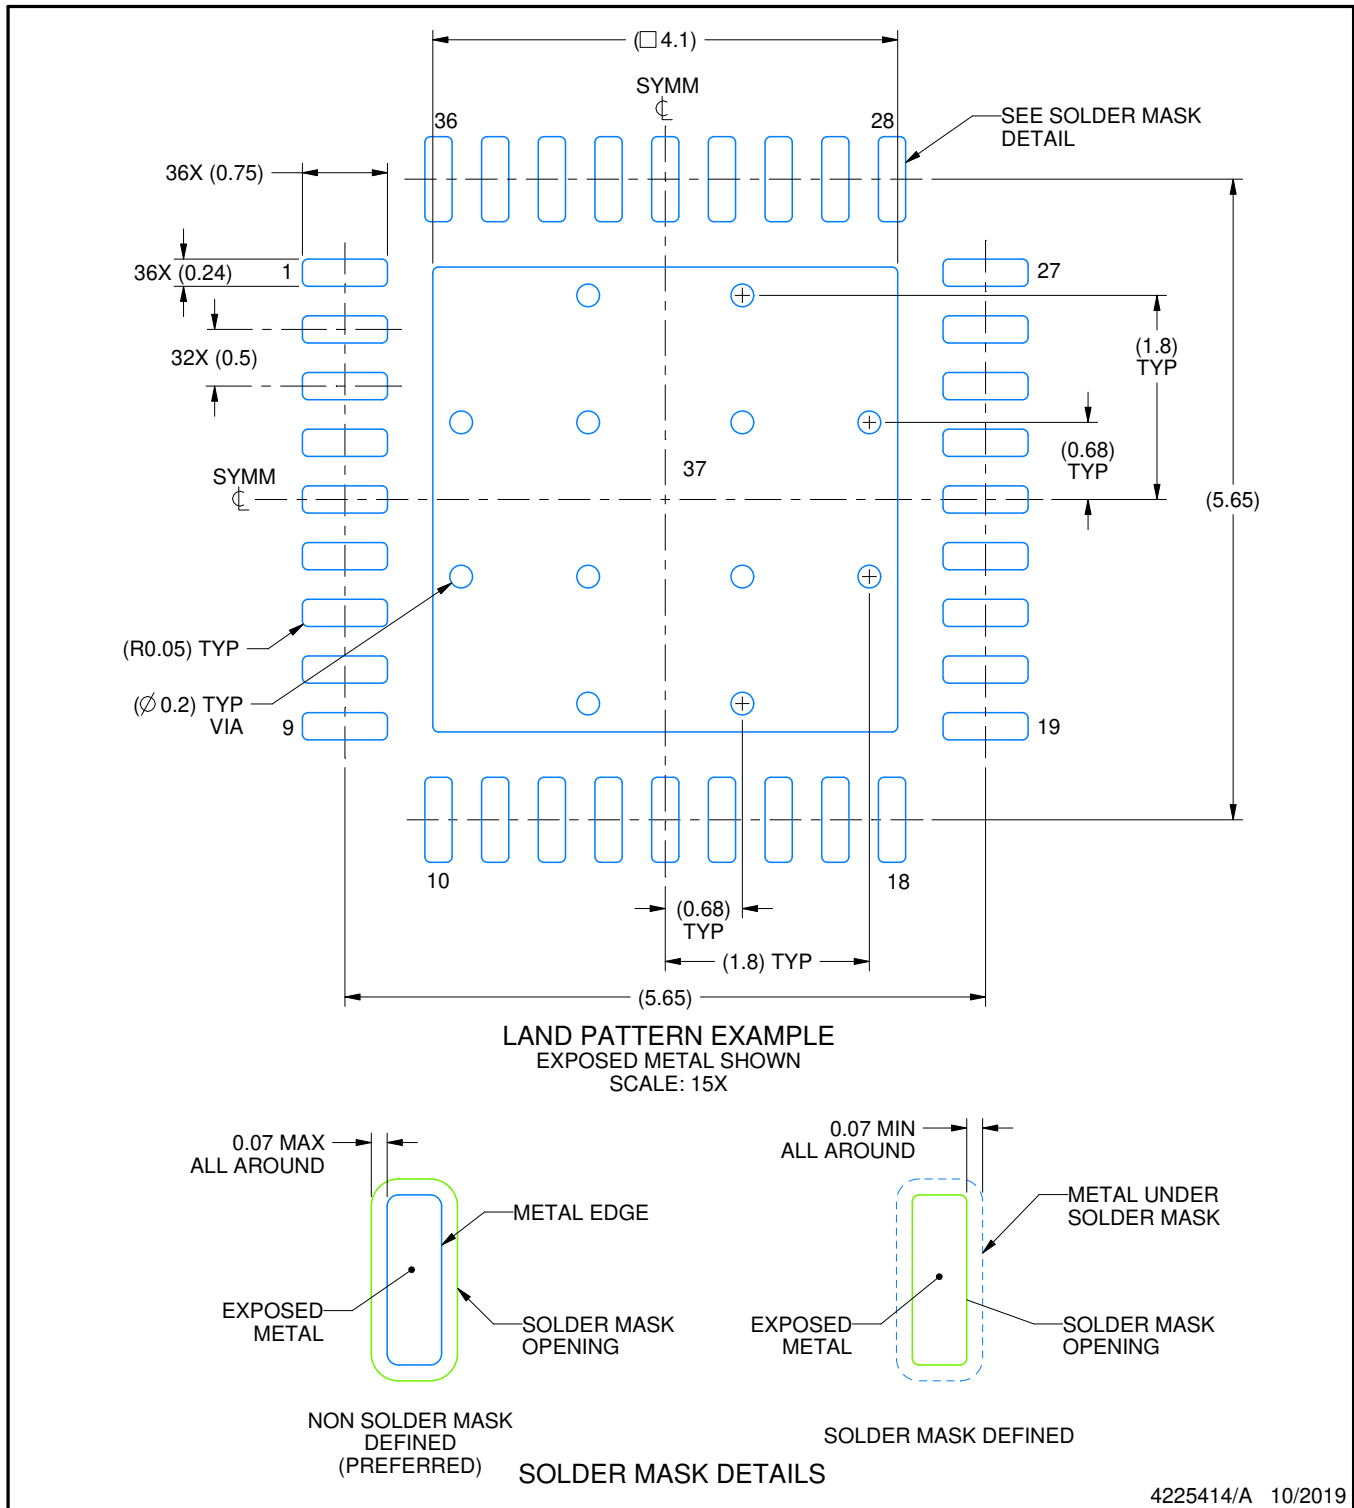 (□ 4.1)
SYMM
℄
36
28
SEE SOLDER MASK
DETAIL
36X (0.75)
36X (0.24)
1
27
32X (0.5)
(1.8)
TYP
(0.68)
TYP
37
SYMM
℄
(5.65)
(R0.05) TYP
(∅ 0.2) TYP
VIA
9
19
10
18
(0.68)
TYP
(1.8) TYP
(5.65)
LAND PATTERN EXAMPLE
EXPOSED METAL SHOWN
SCALE: 15X
0.07 MAX
ALL AROUND
METAL EDGE
EXPOSED
METAL
SOLDER MASK
OPENING
NON SOLDER MASK
DEFINED
(PREFERRED)
0.07 MIN
ALL AROUND
METAL UNDER
SOLDER MASK
EXPOSED
METAL
SOLDER MASK
OPENING
SOLDER MASK DEFINED
SOLDER MASK DETAILS
4225414/A 10/2019